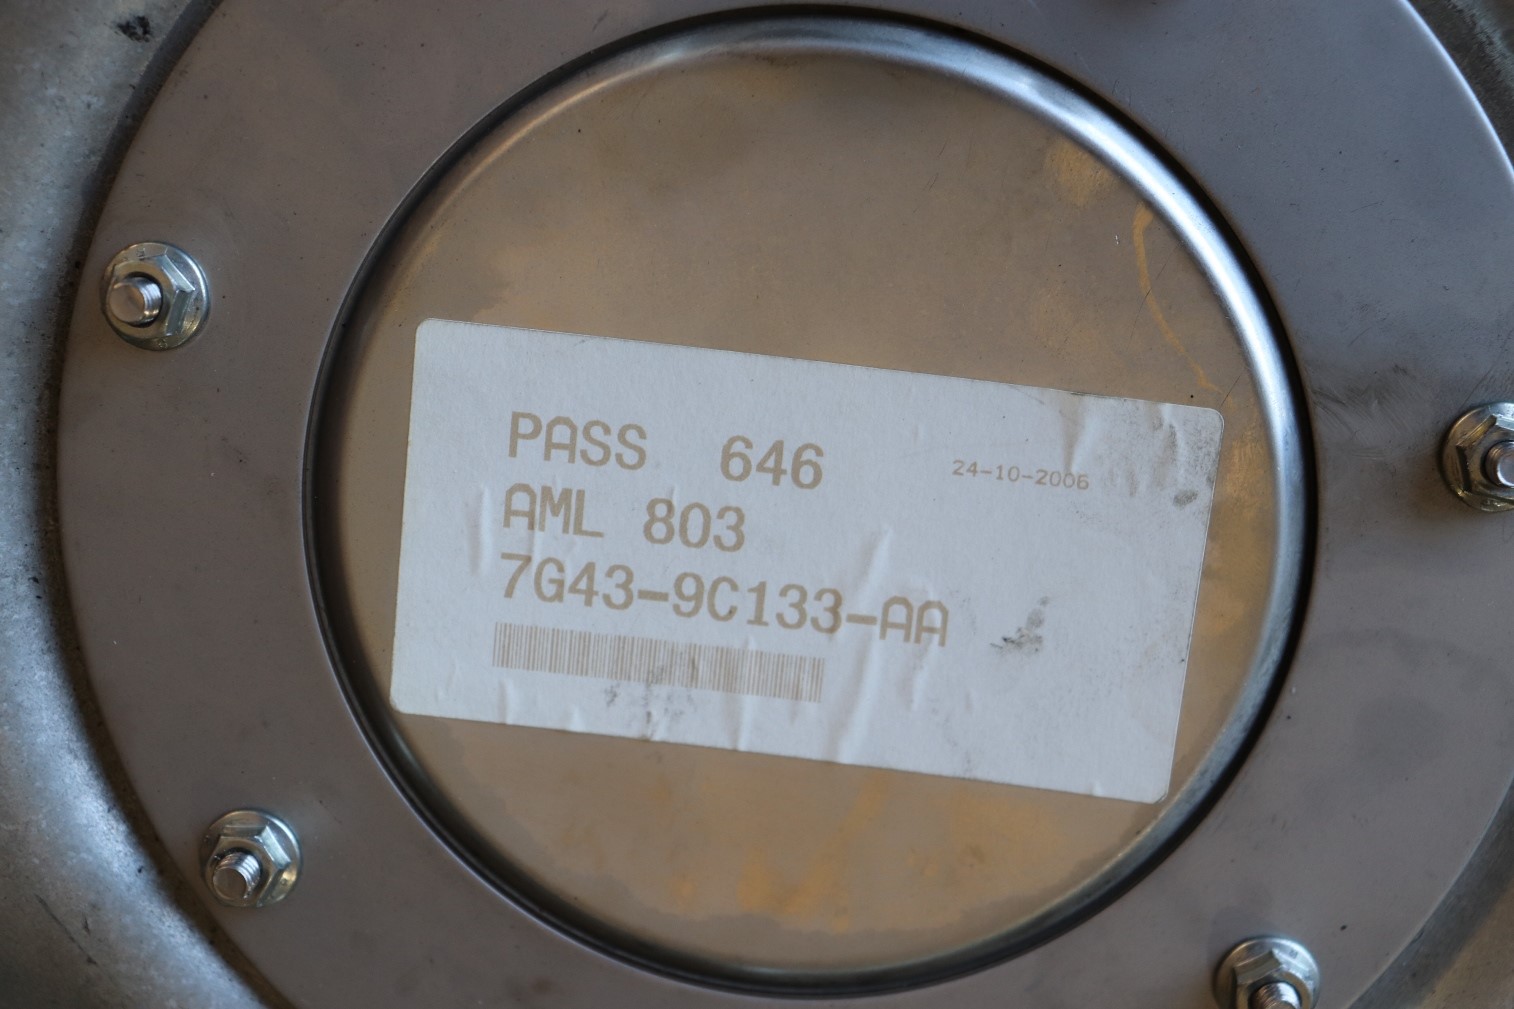 PASS 646 24-10-2006
AML 803
7G43-9C133-AA